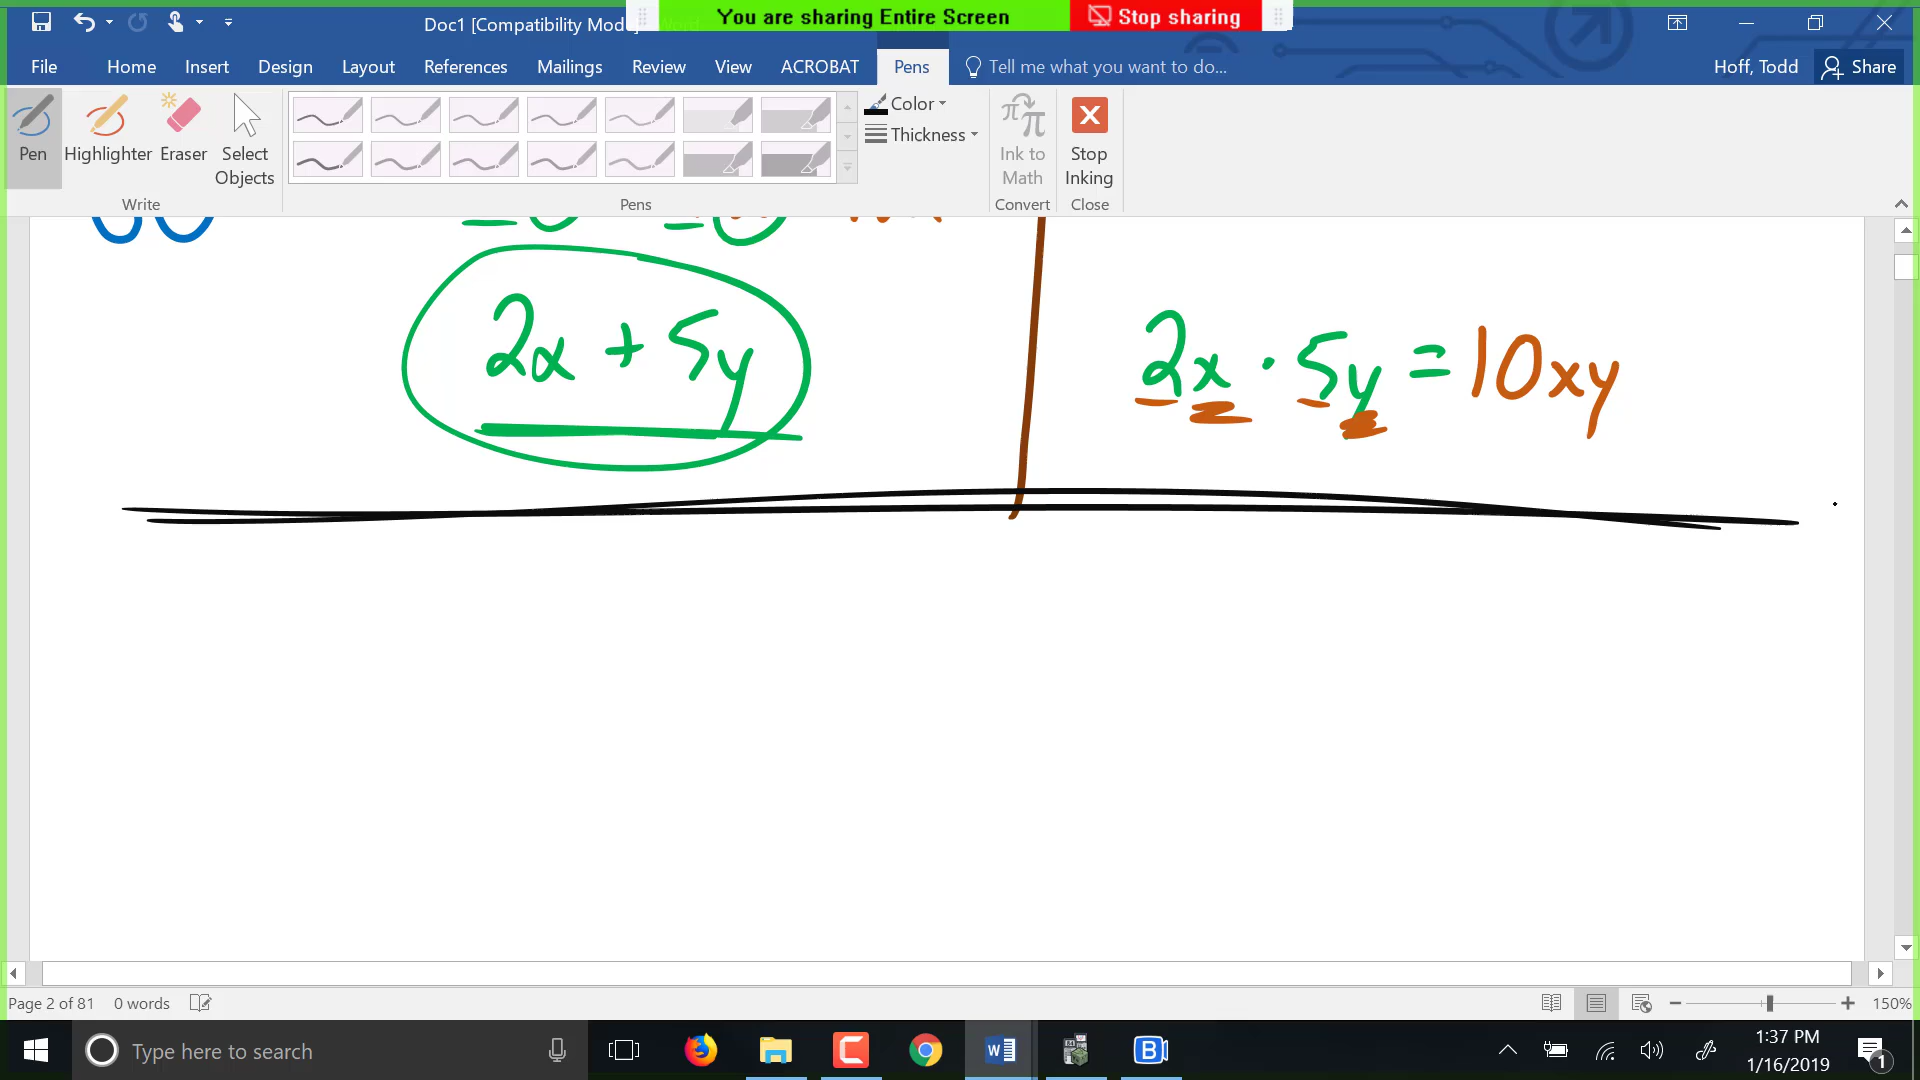 You are sharing Entire Screen Stop sharing
Doc1 [Compatibility Mod
File Home Insert Design Layout References Mailings Review View ACROBAT Pens Tell me what you want to do... Hoff, Todd Share
Color
Thickness
Pen Highlighter Eraser Select Objects
Ink to Math
Stop Inking
Write Pens Convert Close
2x + 5y
2x · 5y = 10xy
Page 2 of 81 0 words 150%
Type here to search
1:37 PM
1/16/2019
1